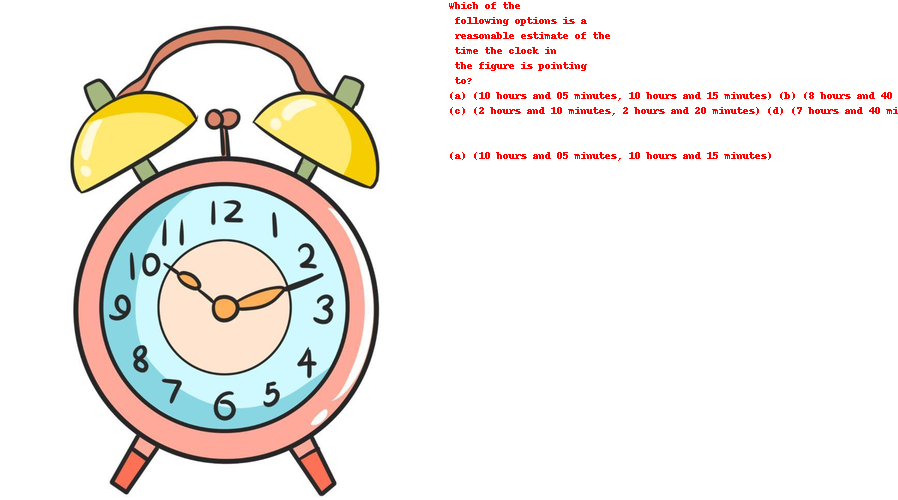 Which of the
following options is a
reasonable estimate of the
time the clock in
the figure is pointing
to?
(a) (10 hours and 05 minutes, 10 hours and 15 minutes) (b) (8 hours and 40
(c) (2 hours and 10 minutes, 2 hours and 20 minutes) (d) (7 hours and 40 mi
(a) (10 hours and 05 minutes, 10 hours and 15 minutes)
12
11 1
10 2
9 3
8 4
7 5
6